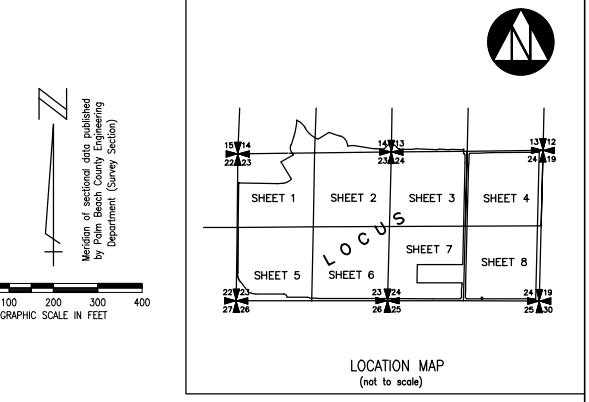 N
N
Meridian of sectional data published
by Palm Beach County Engineering
Department (Survey Section)
100 200 300 400
GRAPHIC SCALE IN FEET
15 14
22 23
14 13
23 24
13 12
24 19
SHEET 1
SHEET 2
SHEET 3
SHEET 4
LOCUS
SHEET 5
SHEET 6
SHEET 7
SHEET 8
22 23
27 26
23 24
26 25
24 19
25 30
LOCATION MAP
(not to scale)